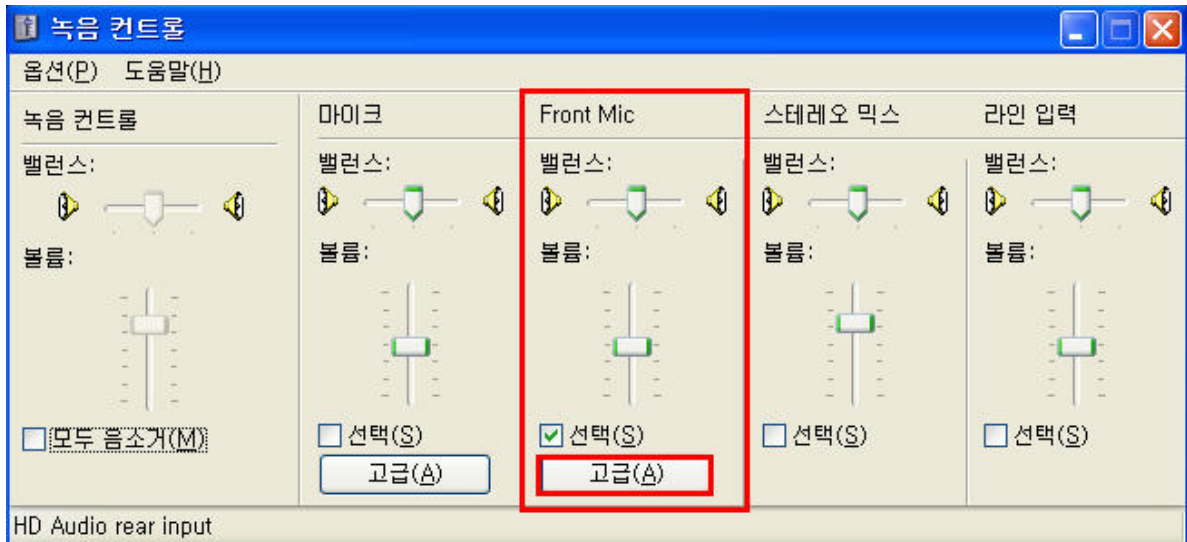 녹음 컨트롤
옵션(P) 도움말(H)
녹음 컨트롤
밸런스:
볼륨:
모두 음소거(M)
마이크
밸런스:
볼륨:
선택(S)
고급(A)
Front Mic
밸런스:
볼륨:
선택(S)
고급(A)
스테레오 믹스
밸런스:
볼륨:
선택(S)
라인 입력
밸런스:
볼륨:
선택(S)
HD Audio rear input